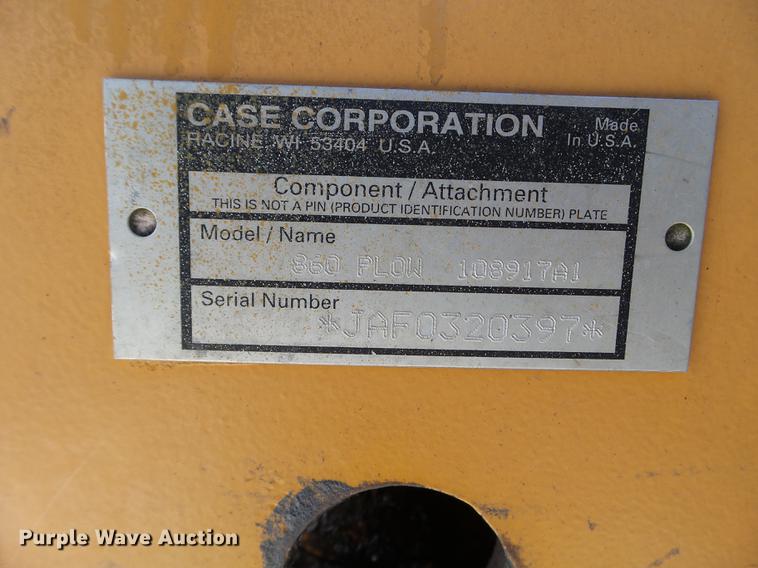 CASE CORPORATION
RACINE WI 53404 U.S.A.
Made
In U.S.A.
Component / Attachment
THIS IS NOT A PIN (PRODUCT IDENTIFICATION NUMBER) PLATE
Model / Name
860 PLOW 108917A1
Serial Number
*JAF0320397*
Purple Wave Auction